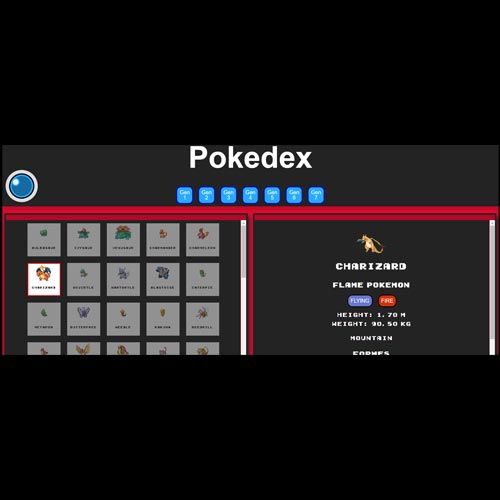 Pokedex
Gen 1 Gen 2 Gen 3 Gen 4 Gen 5 Gen 6 Gen 7
BULBASAUR IVYSAUR VENUSAUR CHARMANDER CHARMELEON
CHARIZARD SQUIRTLE WARTORTLE BLASTOISE CATERPIE
METAPOD BUTTERFREE WEEDLE KAKUNA BEEDRILL
CHARIZARD
FLAME POKEMON
FLYING FIRE
HEIGHT: 1.70 M
WEIGHT: 90.50 KG
MOUNTAIN
FORMES